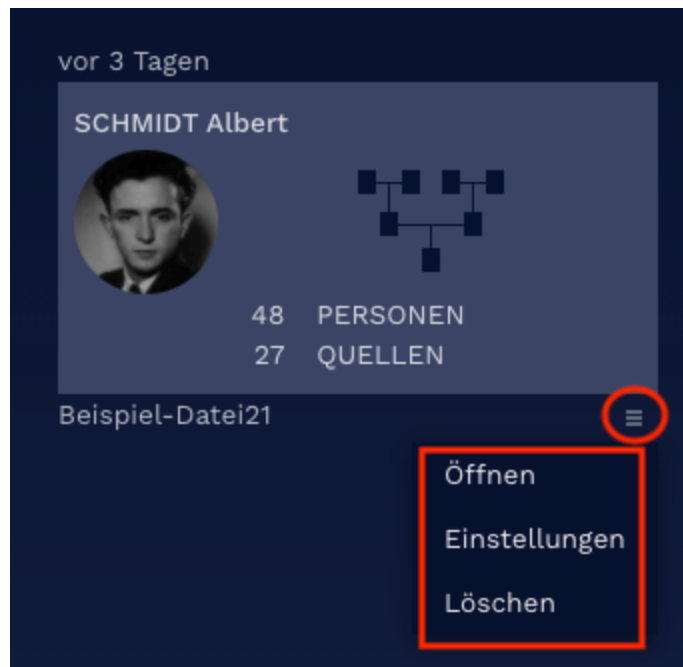 vor 3 Tagen
SCHMIDT Albert
48 PERSONEN
27 QUELLEN
Beispiel-Datei21
Öffnen
Einstellungen
Löschen